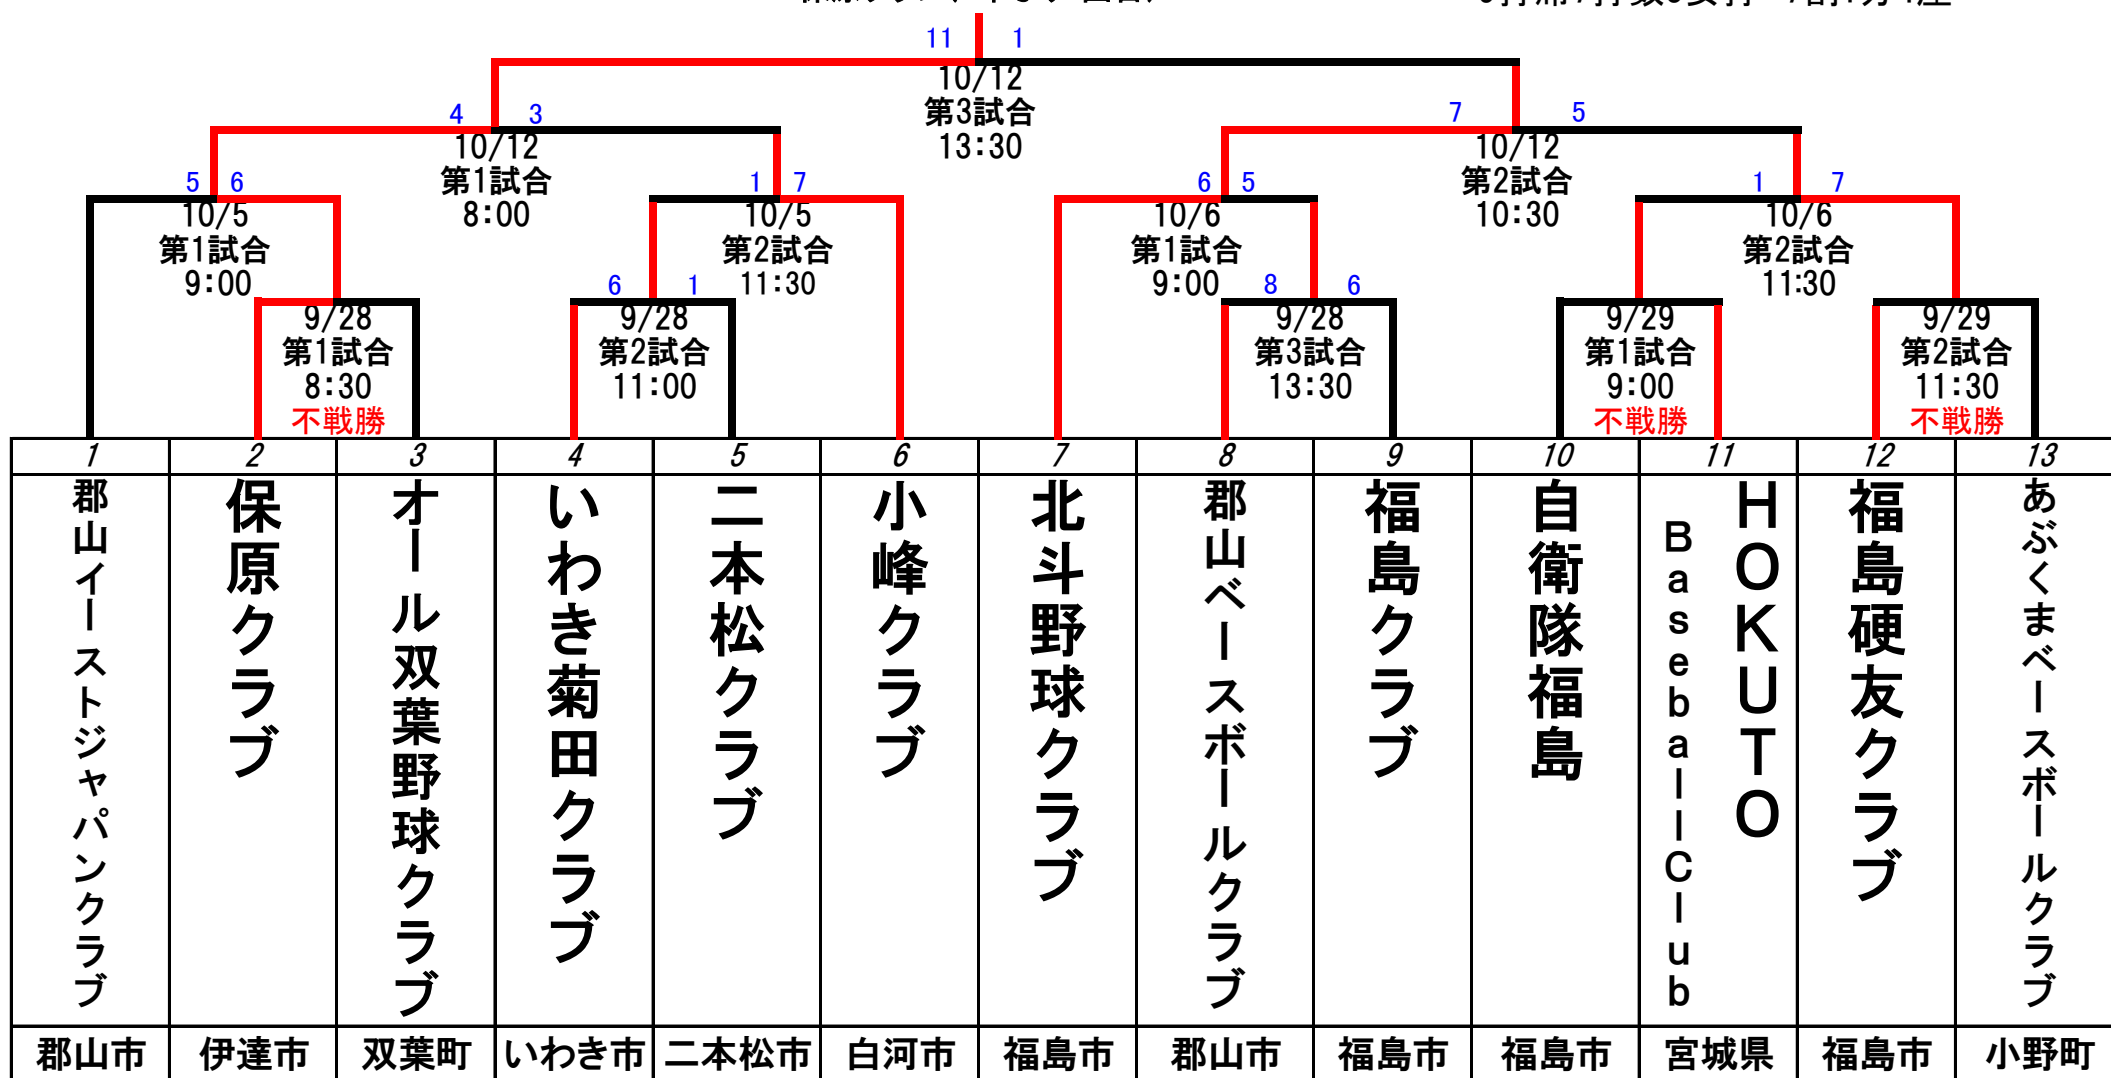 11 1
10/12
第3試合
13:30
4 3
10/12
第1試合
8:00
7 5
10/12
第2試合
10:30
5 6
10/5
第1試合
9:00
1 7
10/5
第2試合
11:30
6 5
10/6
第1試合
9:00
1 7
10/6
第2試合
11:30
9/28
第1試合
8:30
不戦勝
6 1
9/28
第2試合
11:00
8 6
9/28
第3試合
13:30
9/29
第1試合
9:00
不戦勝
9/29
第2試合
11:30
不戦勝
1 2 3 4 5 6 7 8 9 10 11 12 13
郡山イーストジャパンクラブ
保原クラブ
オール双葉野球クラブ
いわき菊田クラブ
二本松クラブ
小峰クラブ
北斗野球クラブ
郡山ベースボールクラブ
福島クラブ
自衛隊福島
HOKUTO
BaseballClub
福島硬友クラブ
あぶくまベースボールクラブ
郡山市 伊達市 双葉町 いわき市 二本松市 白河市 福島市 郡山市 福島市 福島市 宮城県 福島市 小野町